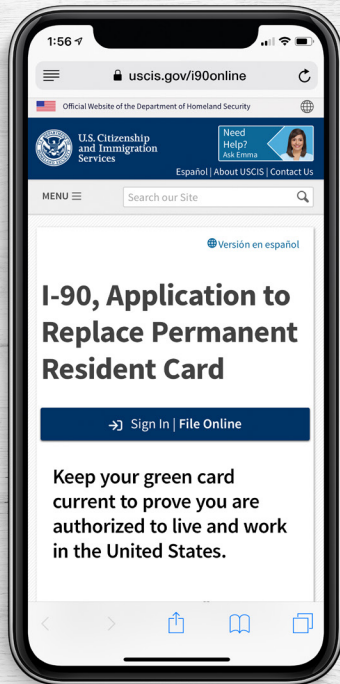 1:56
uscis.gov/i90online
Official Website of the Department of Homeland Security
U.S. Citizenship
and Immigration
Services
Need
Help?
Ask Emma
Español | About USCIS | Contact Us
MENU
Search our Site
Versión en español
I-90, Application to
Replace Permanent
Resident Card
Sign In | File Online
Keep your green card
current to prove you are
authorized to live and work
in the United States.